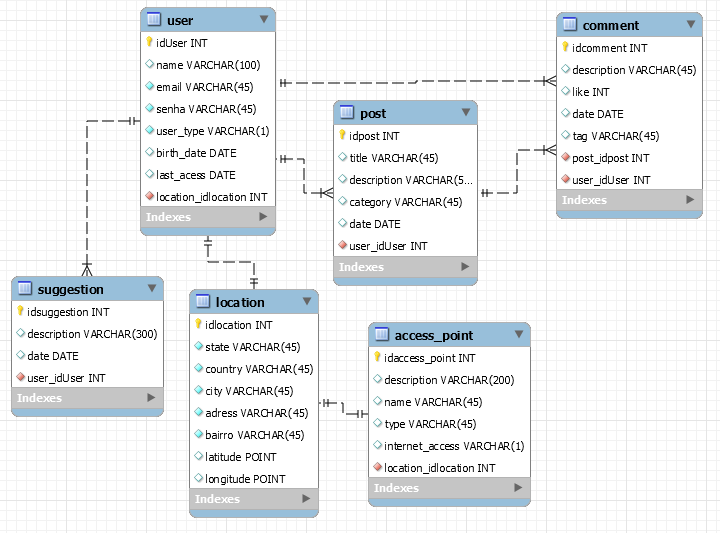 user
idUser INT
name VARCHAR(100)
email VARCHAR(45)
senha VARCHAR(45)
user_type VARCHAR(1)
birth_date DATE
last_acess DATE
location_idlocation INT
Indexes
post
idpost INT
title VARCHAR(45)
description VARCHAR(5...
category VARCHAR(45)
date DATE
user_idUser INT
Indexes
comment
idcomment INT
description VARCHAR(45)
like INT
date DATE
tag VARCHAR(45)
post_idpost INT
user_idUser INT
Indexes
suggestion
idsuggestion INT
description VARCHAR(300)
date DATE
user_idUser INT
Indexes
location
idlocation INT
state VARCHAR(45)
country VARCHAR(45)
city VARCHAR(45)
adress VARCHAR(45)
bairro VARCHAR(45)
latitude POINT
longitude POINT
Indexes
access_point
idaccess_point INT
description VARCHAR(200)
name VARCHAR(45)
type VARCHAR(45)
internet_access VARCHAR(1)
location_idlocation INT
Indexes